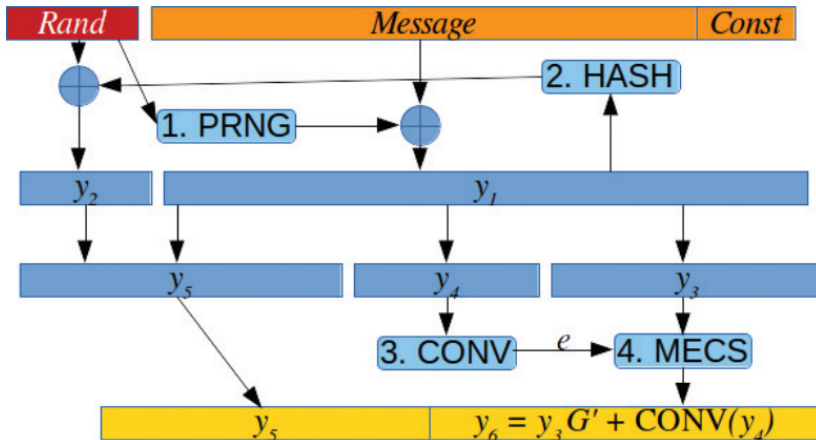 Rand Message Const
2. HASH
1. PRNG
y₂ y₁
y₅ y₄ y₃
3. CONV e 4. MECS
y₅ y₆ = y₃G' + CONV(y₄)